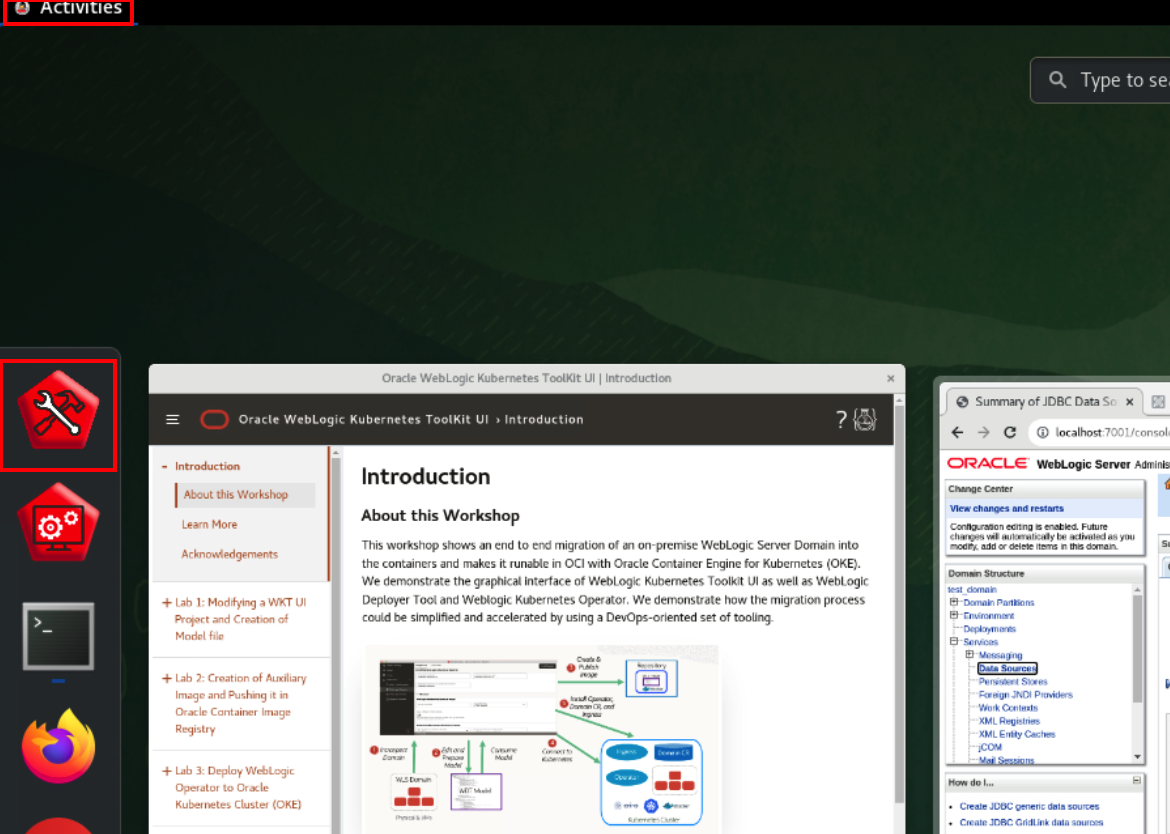 Activities
Type to sea
Oracle WebLogic Kubernetes ToolKit UI | Introduction
Oracle WebLogic Kubernetes ToolKit UI › Introduction
?
- Introduction
About this Workshop
Learn More
Acknowledgements
+ Lab 1: Modifying a WKT UI
Project and Creation of
Model file
+ Lab 2: Creation of Auxiliary
Image and Pushing it in
Oracle Container Image
Registry
+ Lab 3: Deploy WebLogic
Operator to Oracle
Kubernetes Cluster (OKE)
Introduction
About this Workshop
This workshop shows an end to end migration of an on-premise WebLogic Server Domain into
the containers and makes it runable in OCI with Oracle Container Engine for Kubernetes (OKE).
We demonstrate the graphical interface of WebLogic Kubernetes Toolkit UI as well as WebLogic
Deployer Tool and Weblogic Kubernetes Operator. We demonstrate how the migration process
could be simplified and accelerated by using a DevOps-oriented set of tooling.
Create &
Publish
Image
Repository
Install Operator,
Domain CR, and
Ingress
Introspect
Domain
Edit and
Prepare
Model
Consume
Model
Connect to
Kubernetes
WLS Domain
WDT Model
Physical & VMs
Ingress
Domain CR
Operator
Kubernetes Cluster
Summary of JDBC Data So
localhost:7001/console
ORACLE WebLogic Server Adminis
Change Center
View changes and restarts
Configuration editing is enabled. Future
changes will automatically be activated as you
modify, add or delete items in this domain.
Domain Structure
test_domain
Domain Partitions
Environment
Deployments
Services
Messaging
Data Sources
Persistent Stores
Foreign JNDI Providers
Work Contexts
XML Registries
XML Entity Caches
jCOM
Mail Sessions
How do I...
• Create JDBC generic data sources
• Create JDBC GridLink data sources